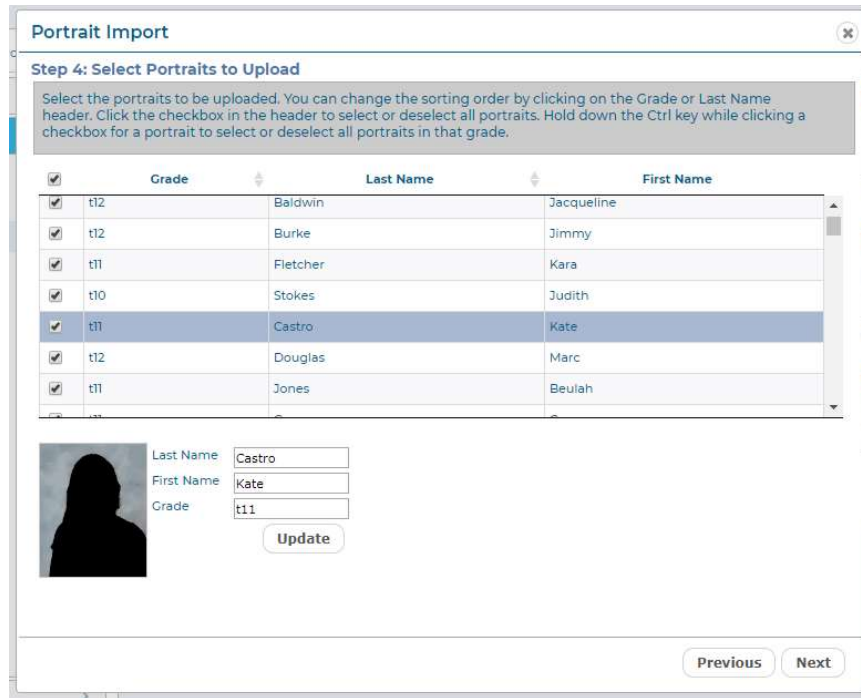 Portrait Import
Step 4: Select Portraits to Upload
Select the portraits to be uploaded. You can change the sorting order by clicking on the Grade or Last Name
header. Click the checkbox in the header to select or deselect all portraits. Hold down the Ctrl key while clicking a
checkbox for a portrait to select or deselect all portraits in that grade.
Grade Last Name First Name
t12 Baldwin Jacqueline
t12 Burke Jimmy
t11 Fletcher Kara
t10 Stokes Judith
t11 Castro Kate
t12 Douglas Marc
t11 Jones Beulah
Last Name Castro
First Name Kate
Grade t11
Update
Previous Next